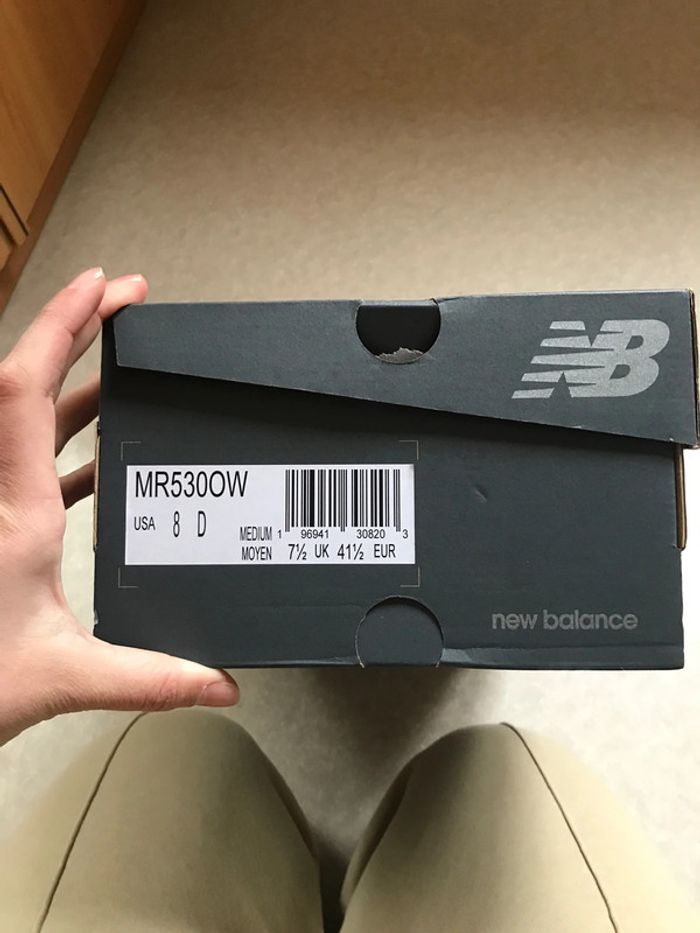 NB
MR530OW
USA 8 D
MEDIUM 1 96941 30820 3
MOYEN 7½ UK 41½ EUR
new balance